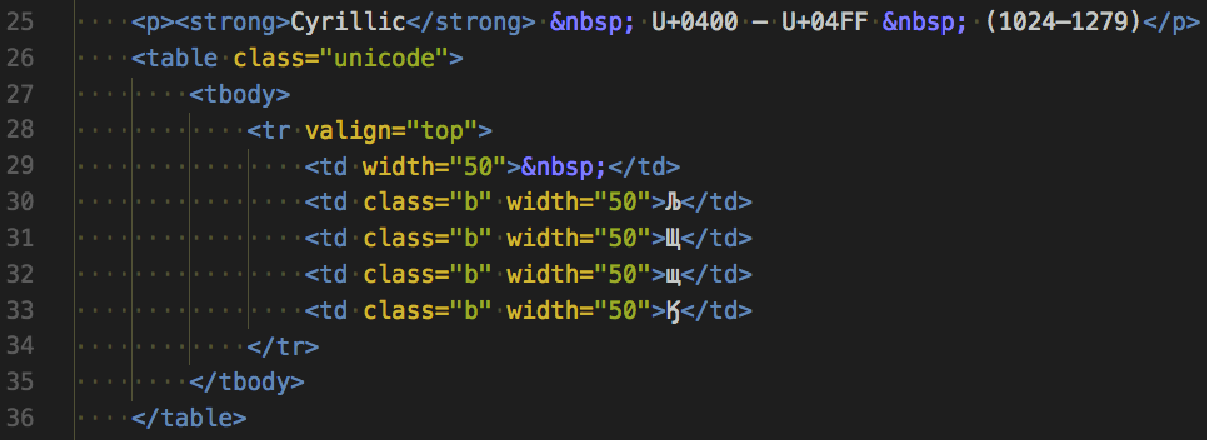 25 <p><strong>Cyrillic</strong> &nbsp; U+0400 – U+04FF &nbsp; (1024–1279)</p>
26 <table class="unicode">
27 <tbody>
28 <tr valign="top">
29 <td width="50">&nbsp;</td>
30 <td class="b" width="50">Љ</td>
31 <td class="b" width="50">Щ</td>
32 <td class="b" width="50">щ</td>
33 <td class="b" width="50">Ӄ</td>
34 </tr>
35 </tbody>
36 </table>